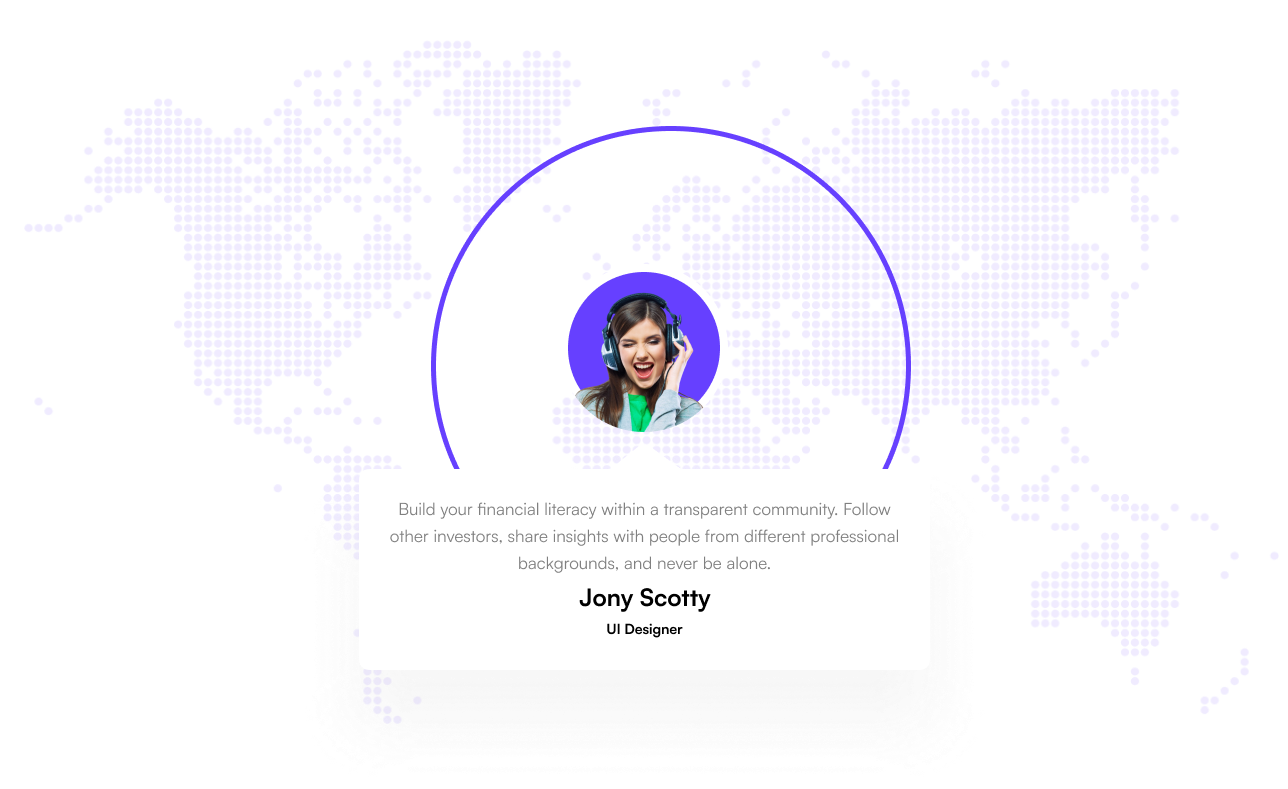 Build your financial literacy within a transparent community. Follow
other investors, share insights with people from different professional
backgrounds, and never be alone.
Jony Scotty
UI Designer